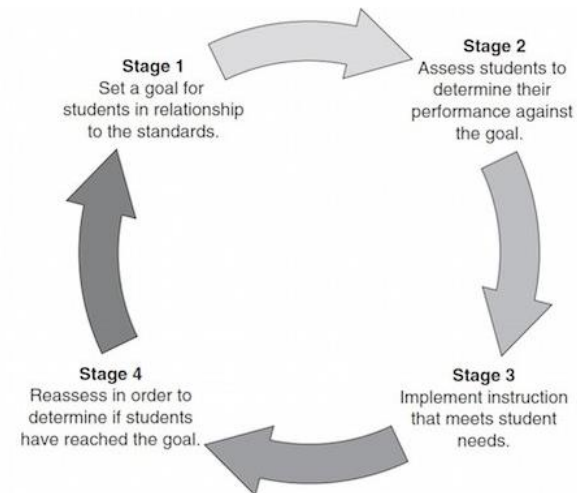 Stage 1
Set a goal for
students in relationship
to the standards.
Stage 2
Assess students to
determine their
performance against
the goal.
Stage 3
Implement instruction
that meets student
needs.
Stage 4
Reassess in order to
determine if students
have reached the goal.